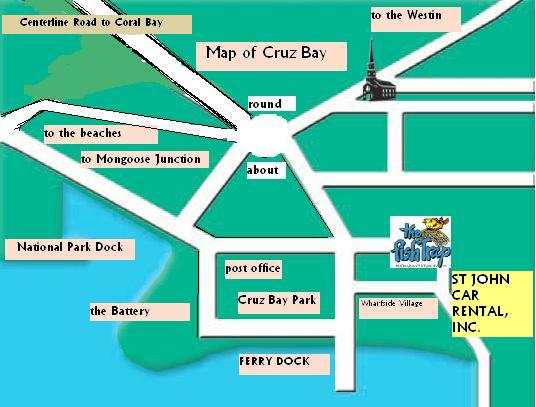 to the Westin
Centerline Road to Coral Bay
Map of Cruz Bay
round
about
to the beaches
to Mongoose Junction
the
fish Trap
National Park Dock
post office
ST JOHN
CAR
RENTAL,
INC.
Cruz Bay Park
Wharfside Village
the Battery
FERRY DOCK